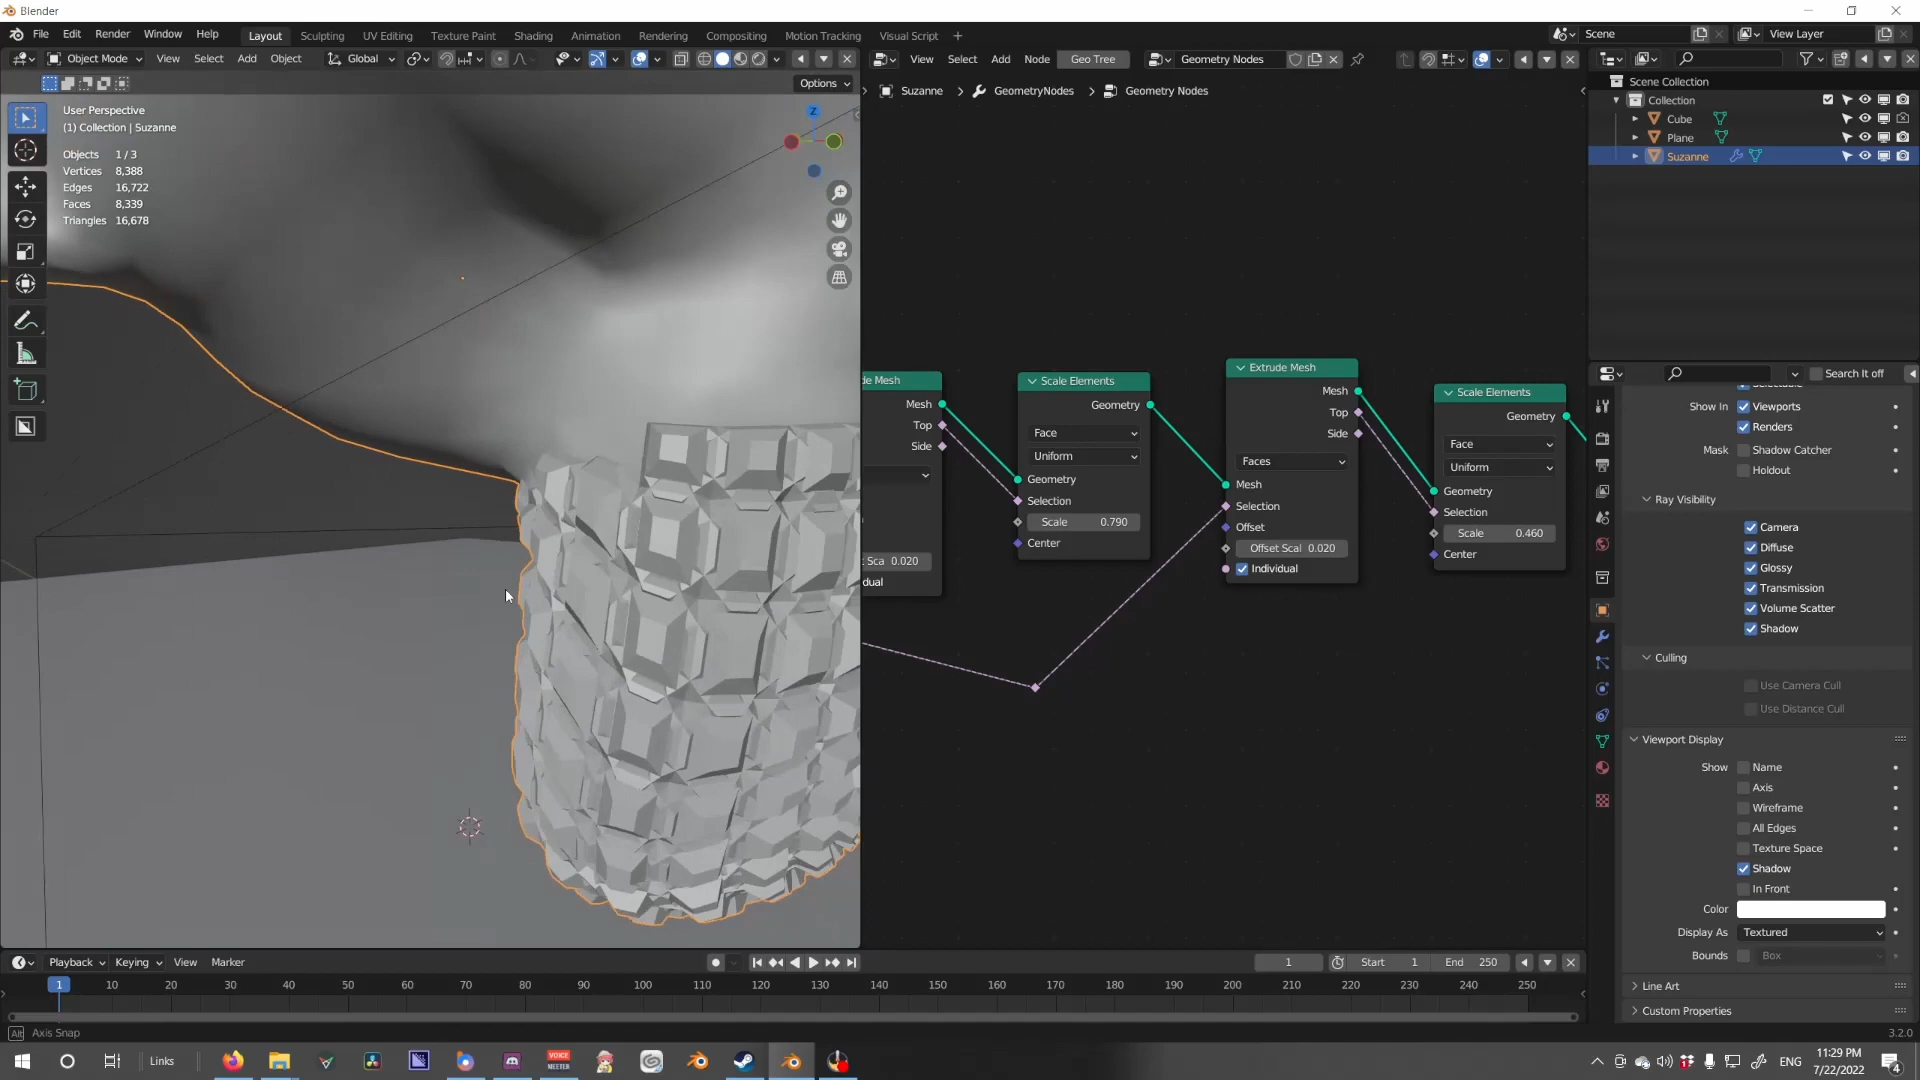 Blender
File Edit Render Window Help Layout Sculpting UV Editing Texture Paint Shading Animation Rendering Compositing Motion Tracking Visual Script
Scene View Layer
Object Mode View Select Add Object Global
View Select Add Node Geo Tree Geometry Nodes
Options
Suzanne GeometryNodes Geometry Nodes
User Perspective
(1) Collection | Suzanne
Objects 1 / 3
Vertices 8,388
Edges 16,722
Faces 8,339
Triangles 16,678
Z
de Mesh
Mesh
Top
Side
t Sca 0.020
dual
Scale Elements
Geometry
Face
Uniform
Geometry
Selection
Scale 0.790
Center
Extrude Mesh
Mesh
Top
Side
Faces
Mesh
Selection
Offset
Offset Scal 0.020
Individual
Scale Elements
Geometry
Face
Uniform
Geometry
Selection
Scale 0.460
Center
Scene Collection
Collection
Cube
Plane
Suzanne
Search It off
Show In Viewports
Renders
Mask Shadow Catcher
Holdout
Ray Visibility
Camera
Diffuse
Glossy
Transmission
Volume Scatter
Shadow
Culling
Use Camera Cull
Use Distance Cull
Viewport Display
Show Name
Axis
Wireframe
All Edges
Texture Space
Shadow
In Front
Color
Display As Textured
Bounds Box
Line Art
Custom Properties
Playback Keying View Marker
1 Start 1 End 250
1 10 20 30 40 50 60 70 80 90 100 110 120 130 140 150 160 170 180 190 200 210 220 230 240 250
Alt Axis Snap
3.2.0
Links
VOICE
MEETER
ENG
11:29 PM
7/22/2022
4